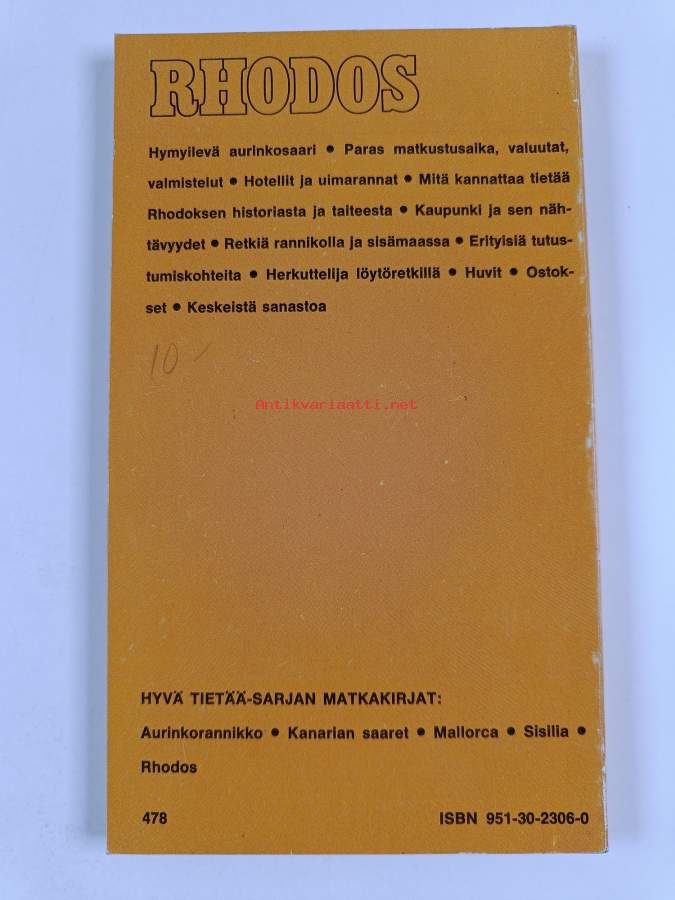 RHODOS
Hymyilevä aurinkosaari • Paras matkustusaika, valuutat,
valmistelut • Hotellit ja uimarannat • Mitä kannattaa tietää
Rhodoksen historiasta ja taiteesta • Kaupunki ja sen näh-
tävyydet • Retkiä rannikolla ja sisämaassa • Erityisiä tutus-
tumiskohteita • Herkuttelija löytöretkillä • Huvit • Ostok-
set • Keskeistä sanastoa
10 -
Antikvariaatti.net
HYVÄ TIETÄÄ-SARJAN MATKAKIRJAT:
Aurinkorannikko • Kanarian saaret • Mallorca • Sisilia •
Rhodos
478 ISBN 951-30-2306-0